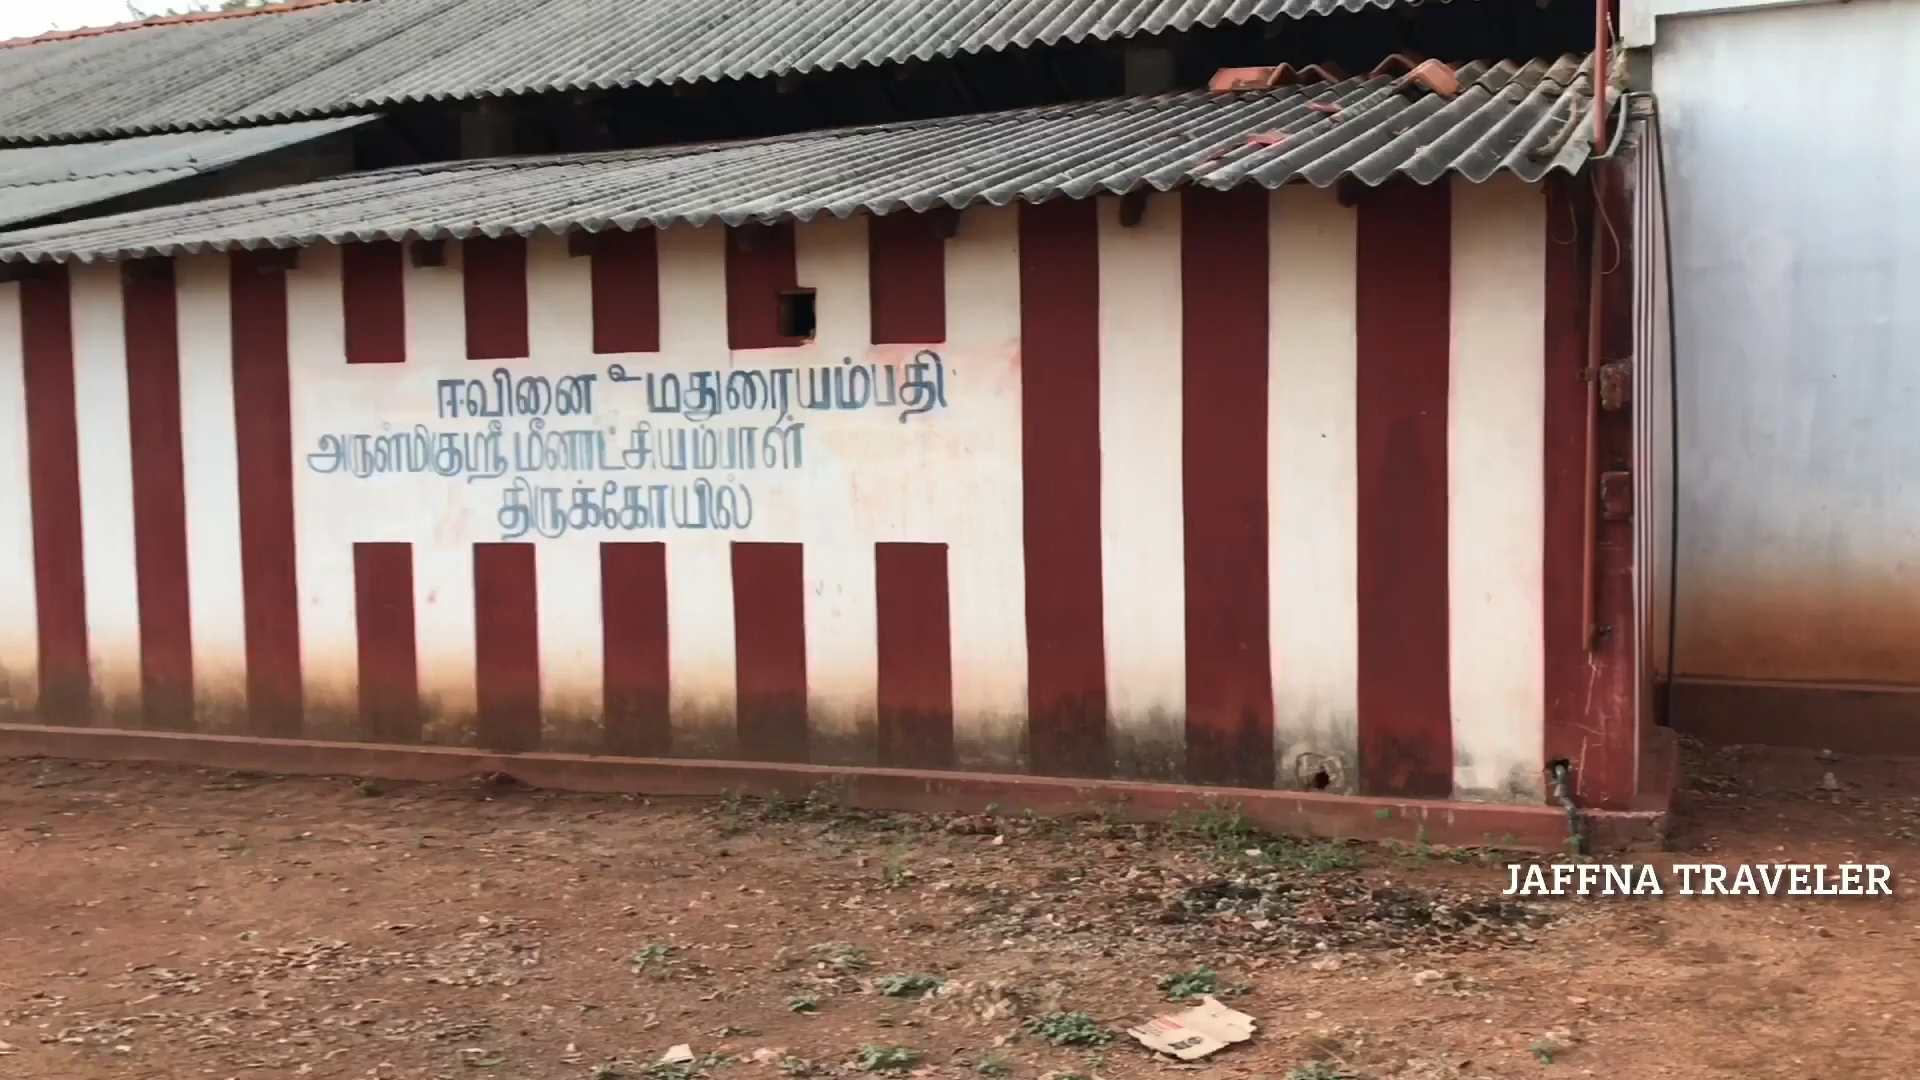 ஈவினை உ மதுரையம்பதி
அருள்மிகுஸ்ரீ மீனாட்சியம்பாள்
திருக்கோயில்
JAFFNA TRAVELER